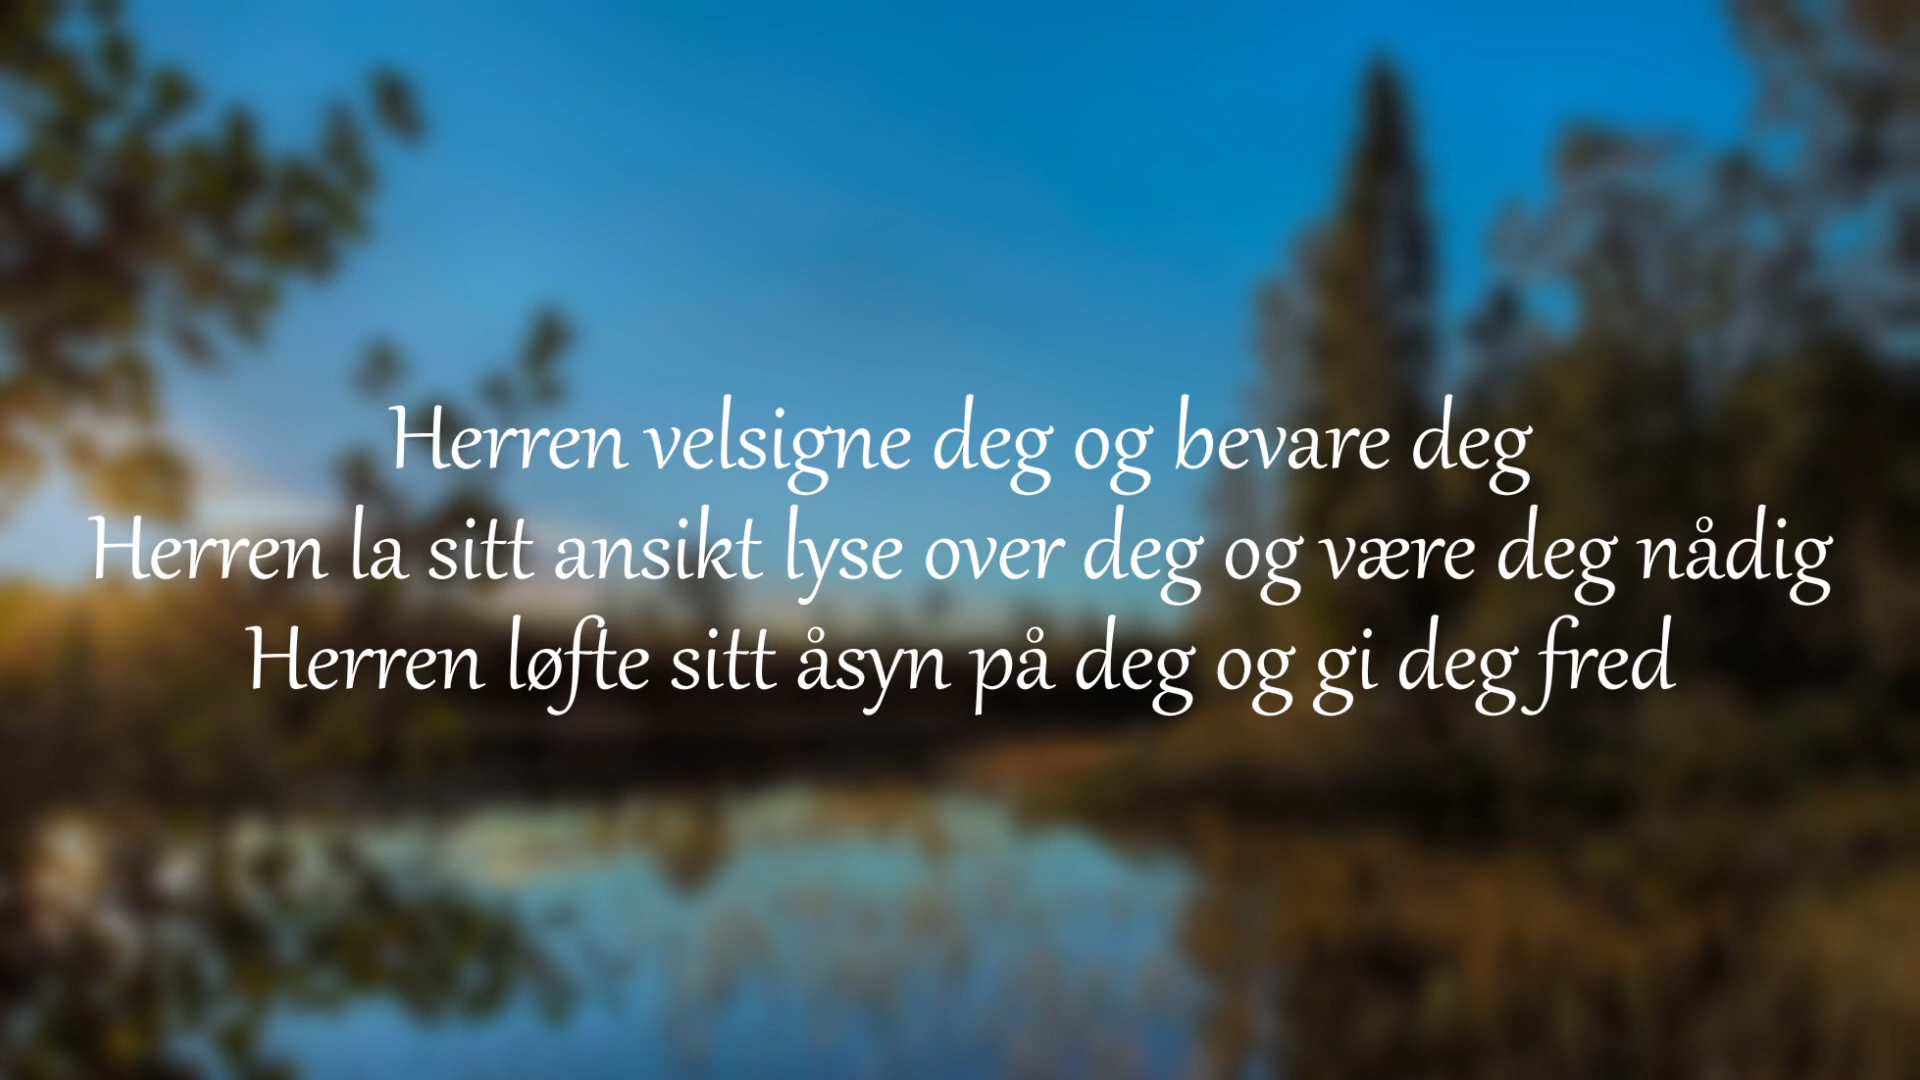 Herren velsigne deg og bevare deg
Herren la sitt ansikt lyse over deg og være deg nådig
Herren løfte sitt åsyn på deg og gi deg fred